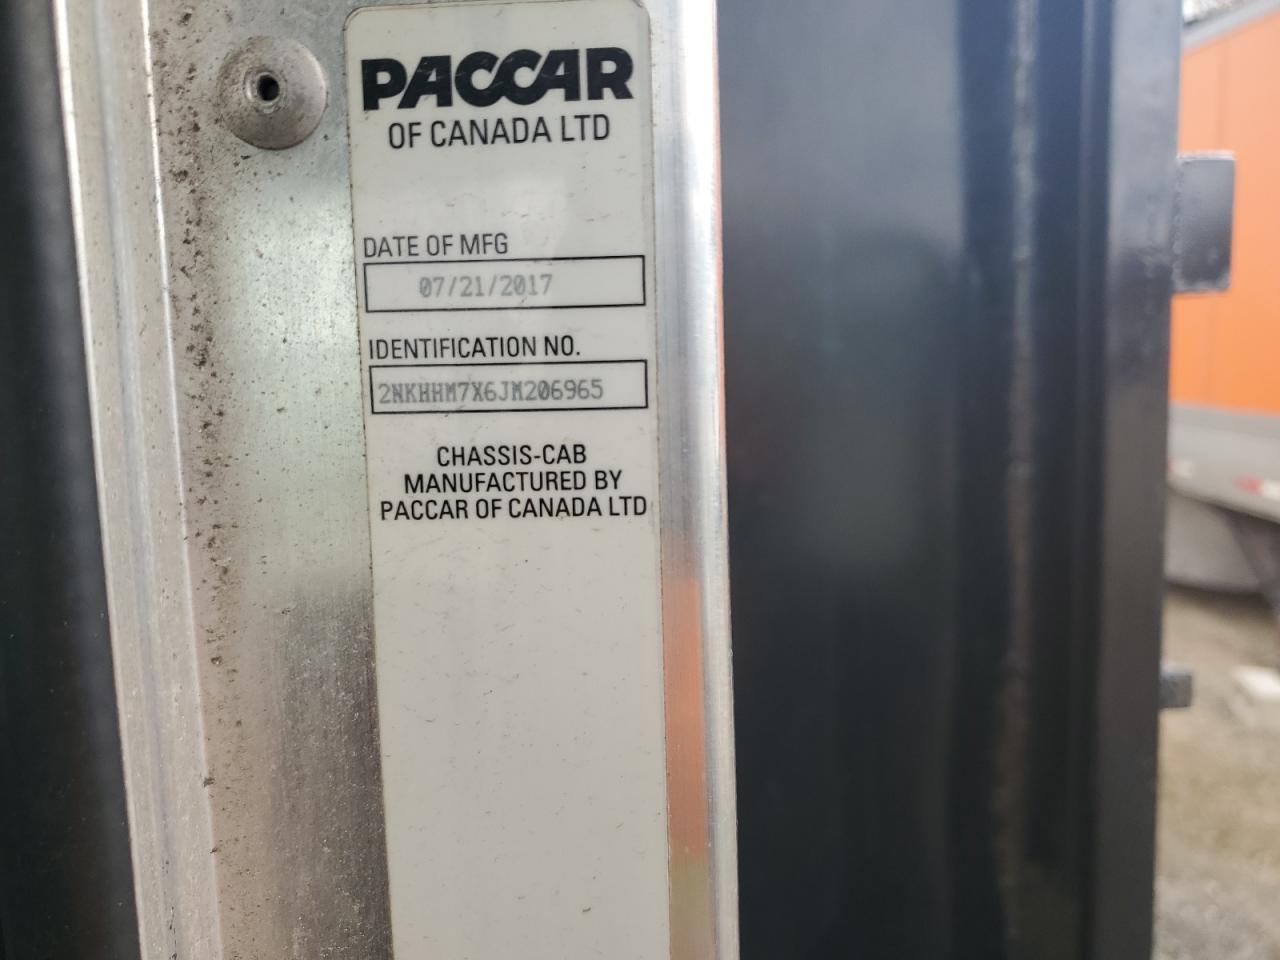 PACCAR
OF CANADA LTD
DATE OF MFG
07/21/2017
IDENTIFICATION NO.
2NKHHM7X6JM206965
CHASSIS-CAB
MANUFACTURED BY
PACCAR OF CANADA LTD